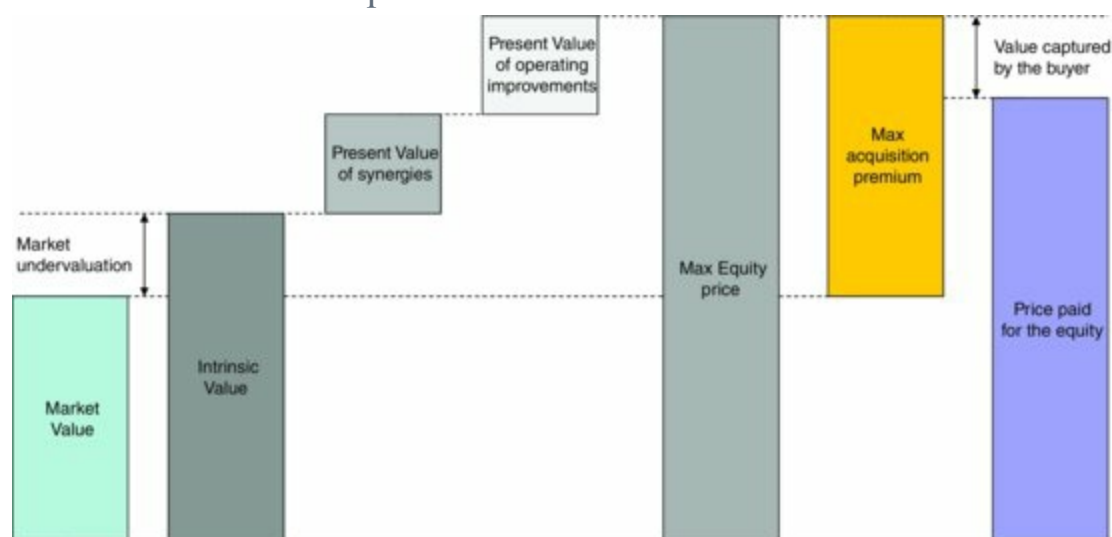 Present Value
of operating
improvements
Value captured
by the buyer
Max
acquisition
premium
Present Value
of synergies
Market
undervaluation
Max Equity
price
Price paid
for the equity
Intrinsic
Value
Market
Value